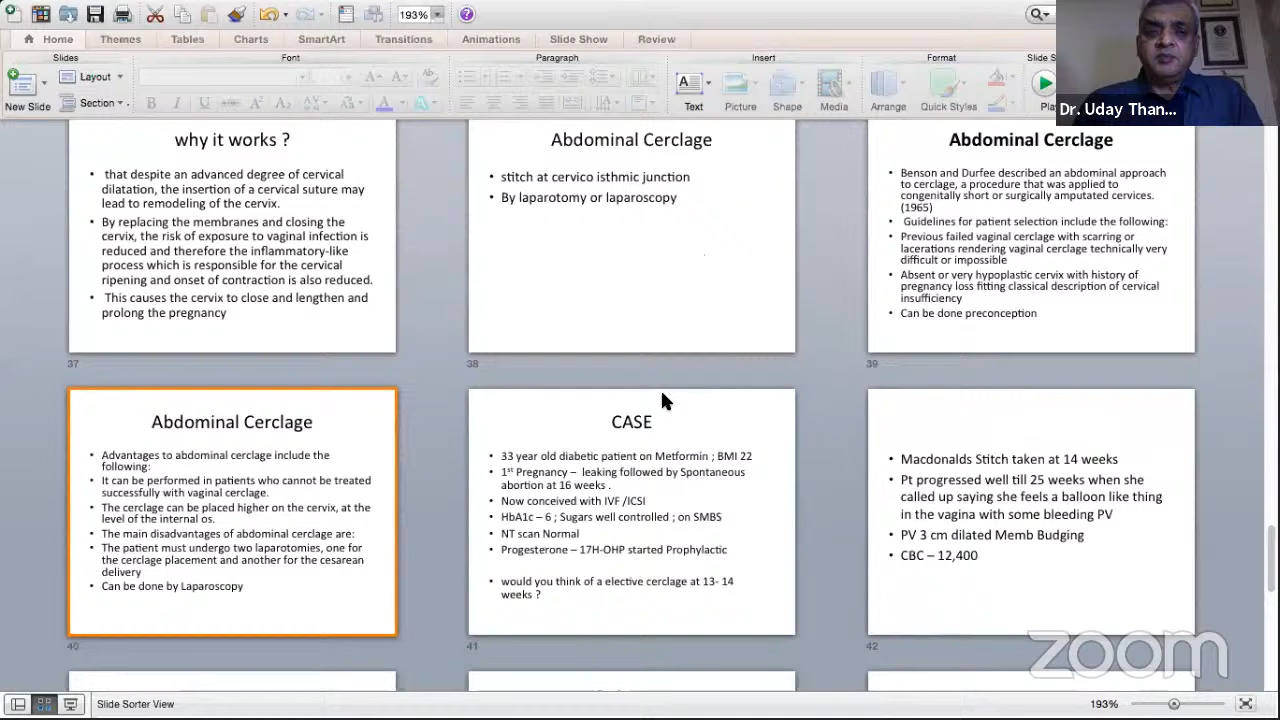 193%
Home
Themes
Tables
Charts
SmartArt
Transitions
Animations
Slide Show
Review
Slides
Font
Paragraph
Insert
Format
Slide S
New Slide
Layout
Section
Text
Picture
Shape
Media
Arrange
Quick Styles
Pla
Dr. Uday Than...
why it works ?
• that despite an advanced degree of cervical
dilatation, the insertion of a cervical suture may
lead to remodeling of the cervix.
• By replacing the membranes and closing the
cervix, the risk of exposure to vaginal infection is
reduced and therefore the inflammatory-like
process which is responsible for the cervical
ripening and onset of contraction is also reduced.
• This causes the cervix to close and lengthen and
prolong the pregnancy
37
Abdominal Cerclage
• stitch at cervico isthmic junction
• By laparotomy or laparoscopy
38
Abdominal Cerclage
• Benson and Durfee described an abdominal approach
to cerclage, a procedure that was applied to
congenitally short or surgically amputated cervices.
(1965)
• Guidelines for patient selection include the following:
• Previous failed vaginal cerclage with scarring or
lacerations rendering vaginal cerclage technically very
difficult or impossible
• Absent or very hypoplastic cervix with history of
pregnancy loss fitting classical description of cervical
insufficiency
• Can be done preconception
39
Abdominal Cerclage
• Advantages to abdominal cerclage include the
following:
• It can be performed in patients who cannot be treated
successfully with vaginal cerclage.
• The cerclage can be placed higher on the cervix, at the
level of the internal os.
• The main disadvantages of abdominal cerclage are:
• The patient must undergo two laparotomies, one for
the cerclage placement and another for the cesarean
delivery
• Can be done by Laparoscopy
40
CASE
• 33 year old diabetic patient on Metformin ; BMI 22
• 1st Pregnancy – leaking followed by Spontaneous
abortion at 16 weeks .
• Now conceived with IVF /ICSI
• HbA1c – 6 ; Sugars well controlled ; on SMBS
• NT scan Normal
• Progesterone – 17H-OHP started Prophylactic
• would you think of a elective cerclage at 13- 14
weeks ?
41
• Macdonalds Stitch taken at 14 weeks
• Pt progressed well till 25 weeks when she
called up saying she feels a balloon like thing
in the vagina with some bleeding PV
• PV 3 cm dilated Memb Budging
• CBC – 12,400
42
zoom
Slide Sorter View
193%